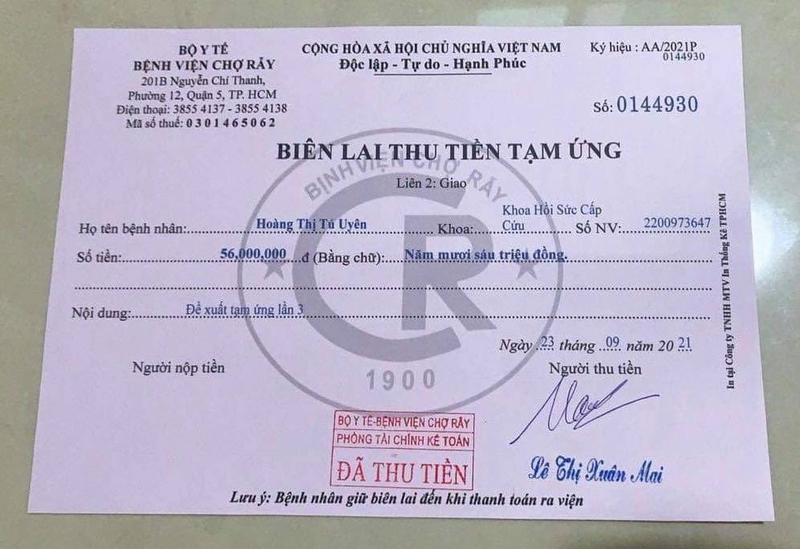 BỘ Y TẾ
BỆNH VIỆN CHỢ RẪY
201B Nguyễn Chí Thanh,
Phường 12, Quận 5, TP. HCM
Điện thoại: 3855 4137 - 3855 4138
Mã số thuế: 0301465062
CỘNG HÒA XÃ HỘI CHỦ NGHĨA VIỆT NAM
Độc lập - Tự do - Hạnh Phúc
Ký hiệu : AA/2021P
0144930
Số: 0144930
BIÊN LAI THU TIỀN TẠM ỨNG
Liên 2: Giao
BỊNH VIỆN CHỢ RẪY
CR
1900
Họ tên bệnh nhân: Hoàng Thị Tú Uyên Khoa: Khoa Hồi Sức Cấp Cứu Số NV: 2200973647
Số tiền: 56,000,000 đ (Bằng chữ): Năm mươi sáu triệu đồng.
Nội dung: Đề xuất tạm ứng lần 3
Ngày 23 tháng 09 năm 2021
Người nộp tiền
Người thu tiền
BỘ Y TẾ-BỆNH VIỆN CHỢ RẪY
PHÒNG TÀI CHÍNH KẾ TOÁN
ĐÃ THU TIỀN
Lê Thị Xuân Mai
Lưu ý: Bệnh nhân giữ biên lai đến khi thanh toán ra viện
In tại Công ty TNHH MTV In Thống Kê TPHCM